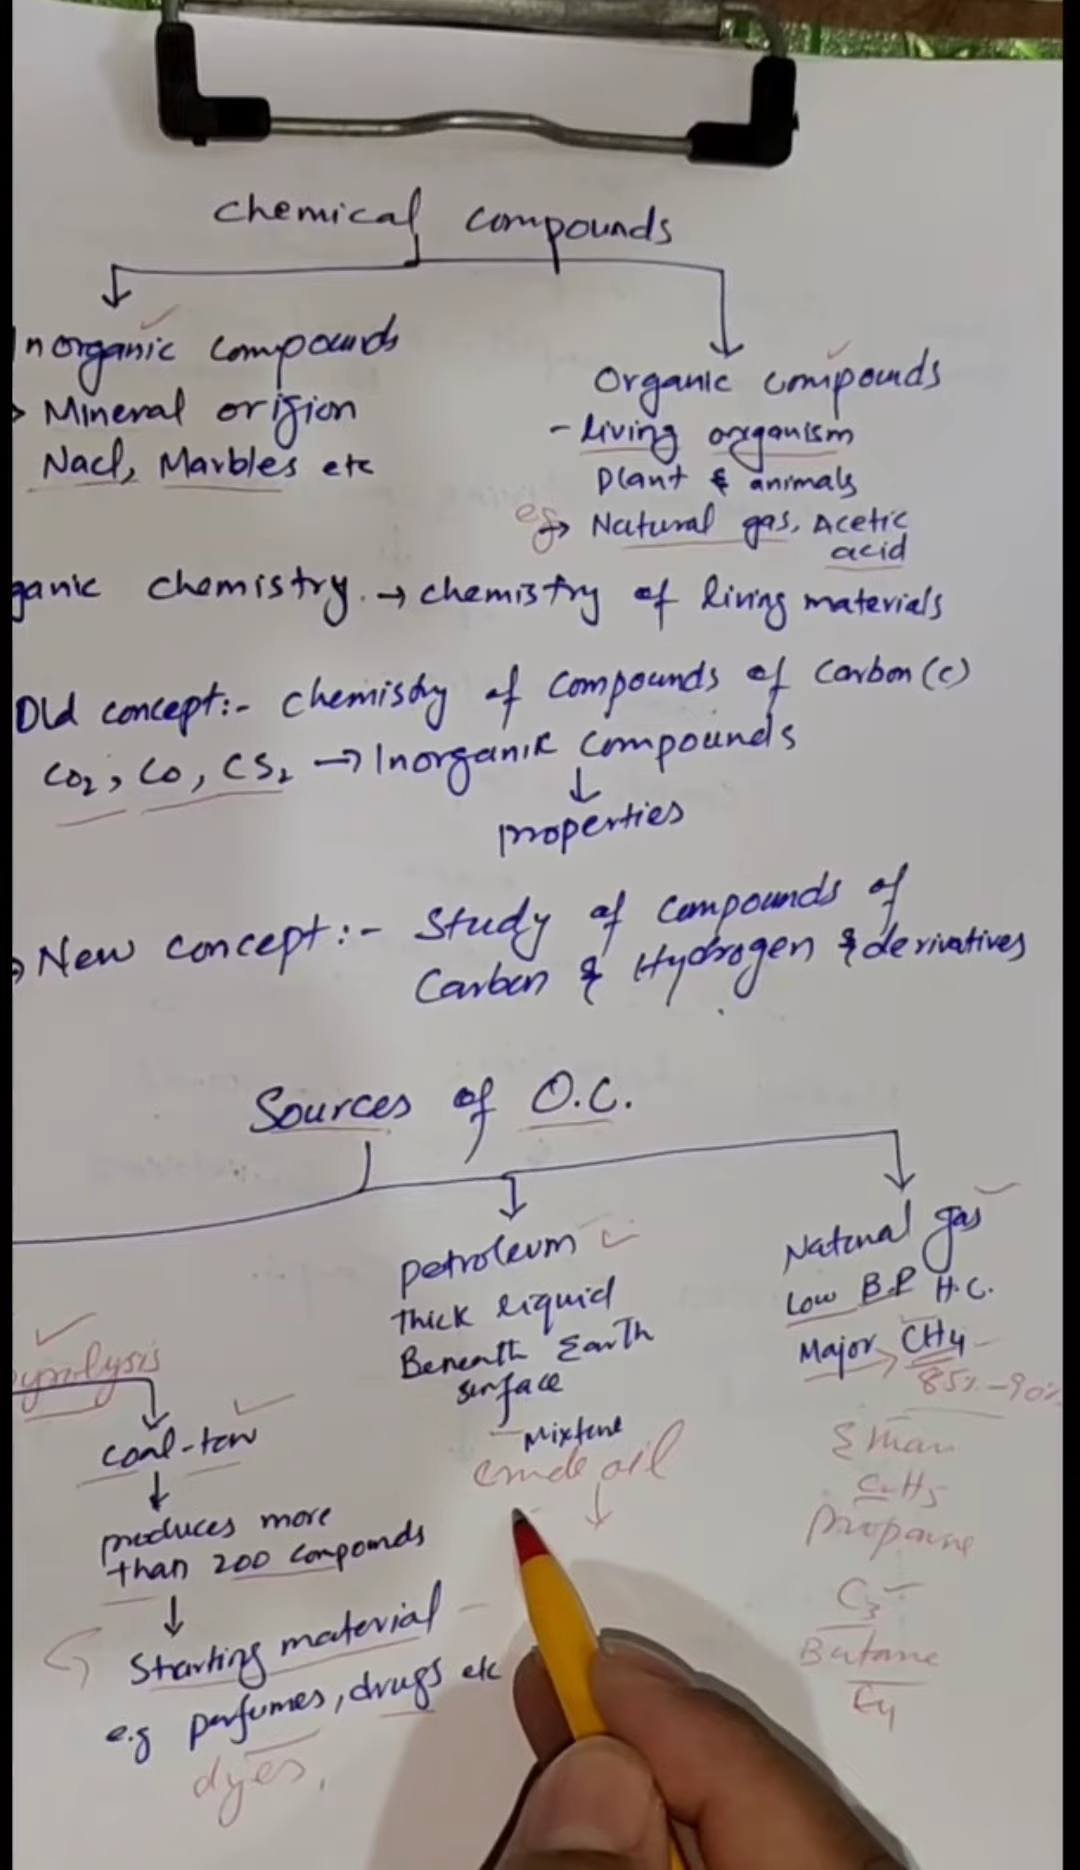 Chemical Compounds
norganic compounds
Mineral origion
Nacl, Marbles etc
Organic compounds
- living organism
plant & animals
eg → Natural gas, Acetic
acid
ganic chemistry. → chemistry of living materials
Old concept:- chemistry of compounds of Carbon (c)
CO2, CO, CS2 → Inorganic compounds
↓
properties
New concept:- Study of compounds of
Carbon & Hydrogen & derivatives
Sources of O.C.
pyrolysis
coal-tar
↓
produces more
than 200 compounds
↓
Starting material
e.g perfumes, drugs etc
dyes,
petroleum
thick liquid
Beneath Earth
surface
Mixture
crude oil
↓
Natural gas
Low B.P H.C.
Major → CH4
85% - 90%
C2H5
Propane
C3
Butane
C4